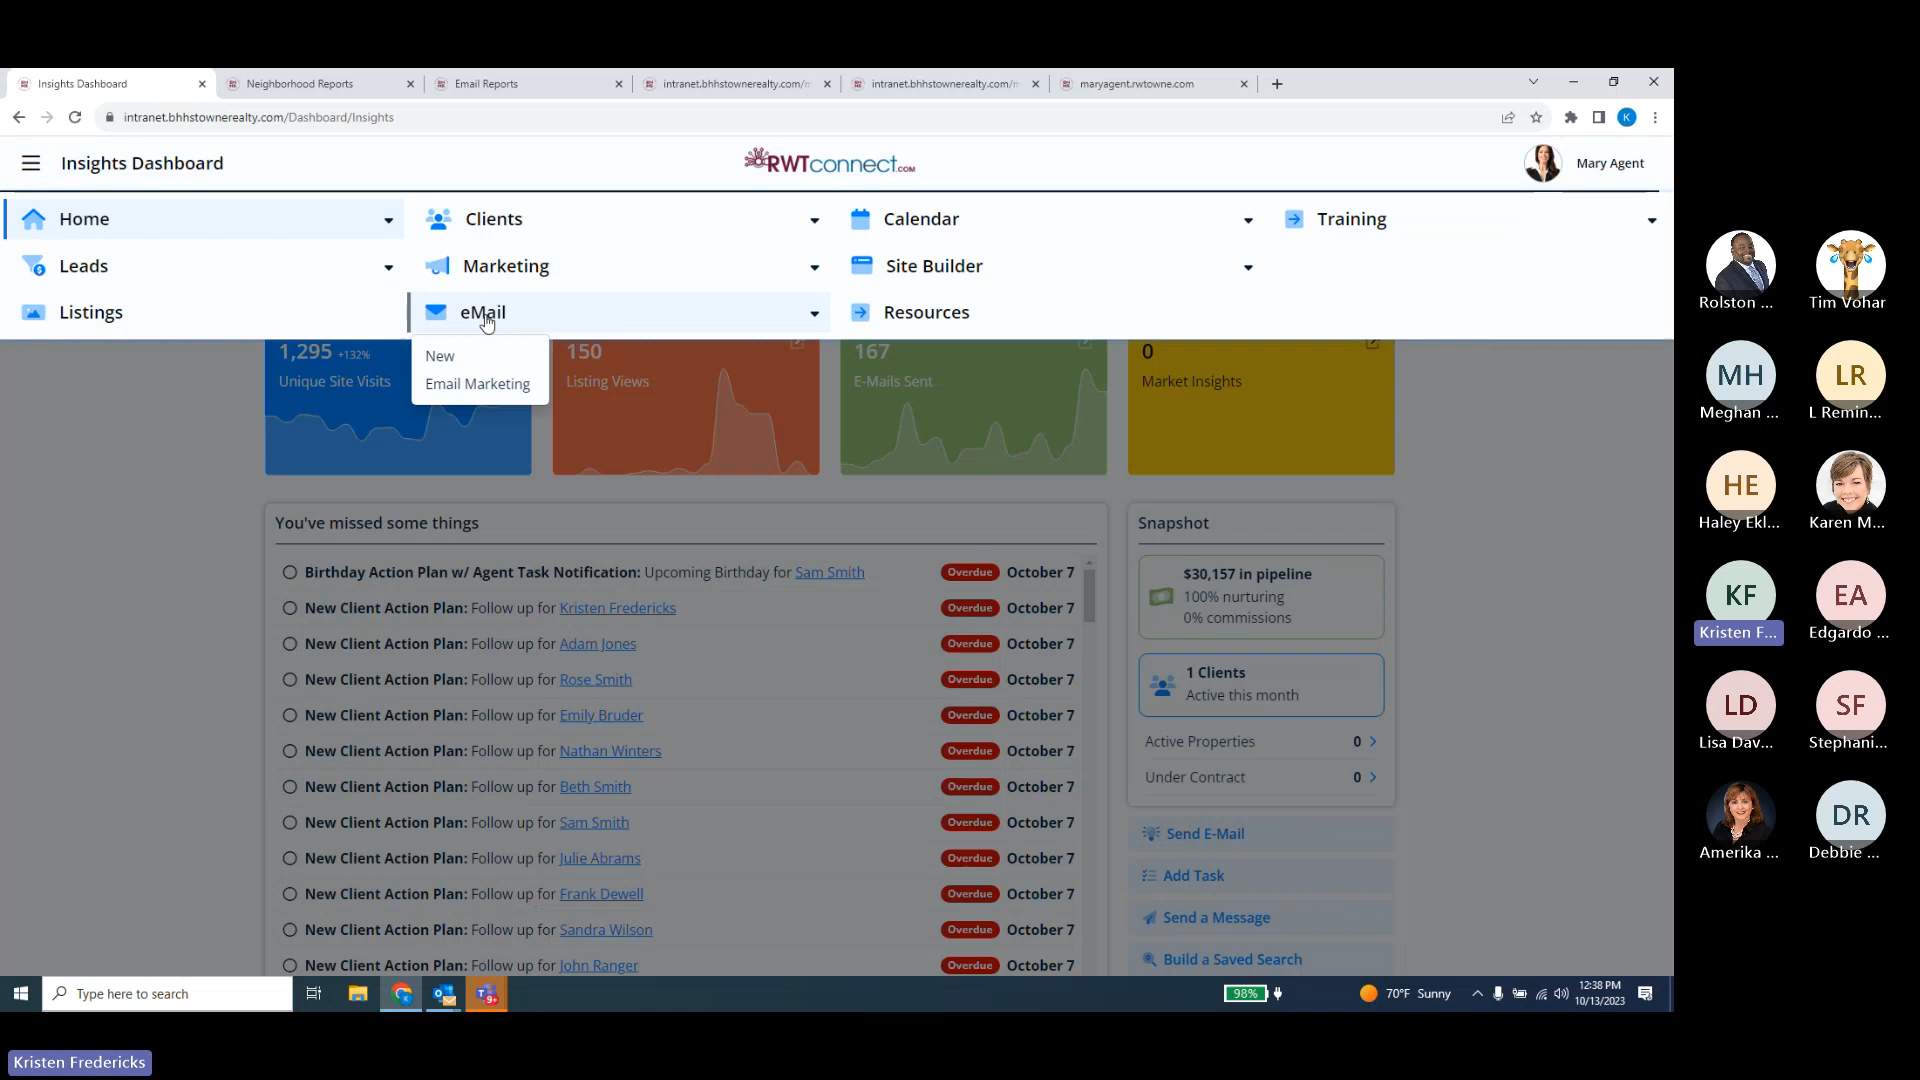 Insights Dashboard
Neighborhood Reports
Email Reports
intranet.bhhstownerealty.com/m
intranet.bhhstownerealty.com/m
maryagent.rwtowne.com
intranet.bhhstownerealty.com/Dashboard/Insights
K
Insights Dashboard
RWTconnect.com
Mary Agent
Home
Clients
Calendar
Training
Leads
Marketing
Site Builder
Listings
eMail
Resources
New
Email Marketing
1,295 +132%
Unique Site Visits
150
Listing Views
167
E-Mails Sent
0
Market Insights
You've missed some things
Birthday Action Plan w/ Agent Task Notification: Upcoming Birthday for Sam Smith Overdue October 7
New Client Action Plan: Follow up for Kristen Fredericks Overdue October 7
New Client Action Plan: Follow up for Adam Jones Overdue October 7
New Client Action Plan: Follow up for Rose Smith Overdue October 7
New Client Action Plan: Follow up for Emily Bruder Overdue October 7
New Client Action Plan: Follow up for Nathan Winters Overdue October 7
New Client Action Plan: Follow up for Beth Smith Overdue October 7
New Client Action Plan: Follow up for Sam Smith Overdue October 7
New Client Action Plan: Follow up for Julie Abrams Overdue October 7
New Client Action Plan: Follow up for Frank Dewell Overdue October 7
New Client Action Plan: Follow up for Sandra Wilson Overdue October 7
New Client Action Plan: Follow up for John Ranger Overdue October 7
Snapshot
$30,157 in pipeline
100% nurturing
0% commissions
1 Clients
Active this month
Active Properties 0
Under Contract 0
Send E-Mail
Add Task
Send a Message
Build a Saved Search
Type here to search
98%
70°F Sunny
12:38 PM
10/13/2023
Rolston ...
Tim Vohar
MH
Meghan ...
LR
L Remin...
HE
Haley Ekl...
Karen M...
KF
Kristen F...
EA
Edgardo ...
LD
Lisa Dav...
SF
Stephani...
Amerika ...
DR
Debbie ...
Kristen Fredericks